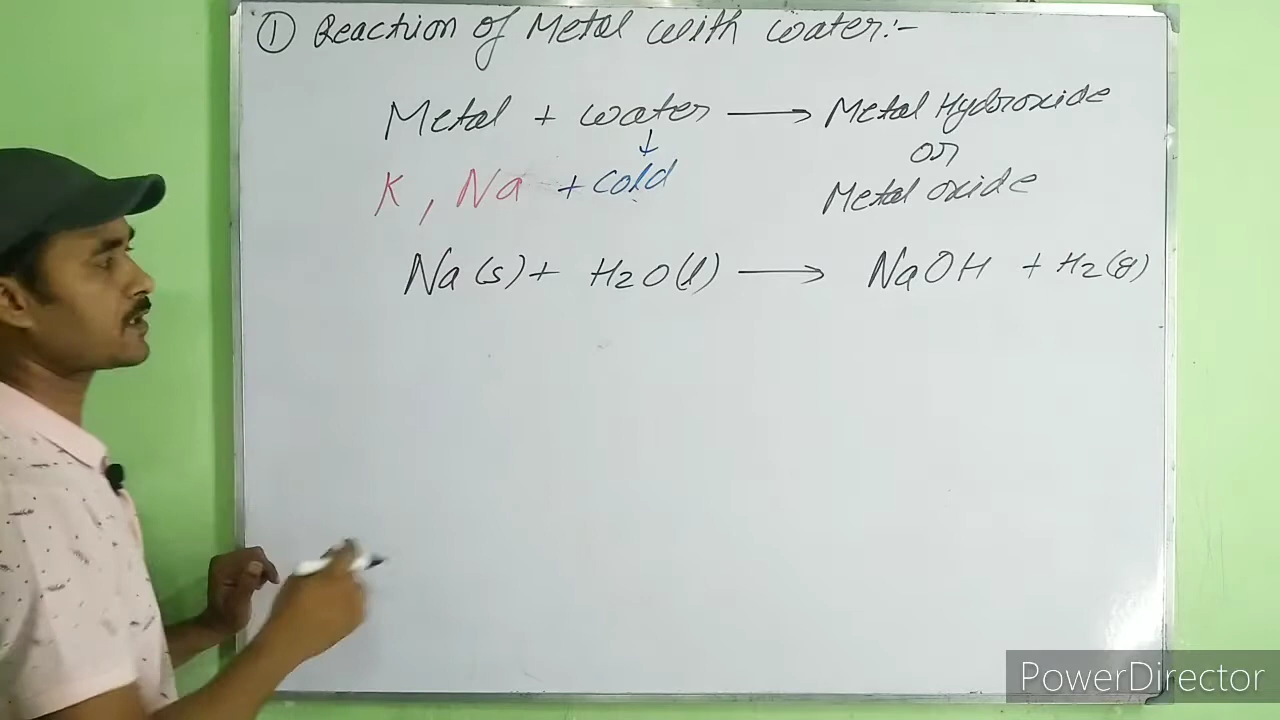 ① Reaction of Metal with water:-
Metal + water → Metal Hydroxide
↓ or
K, Na + cold Metal oxide
Na(s) + H2O(l) → NaOH + H2(g)
PowerDirector